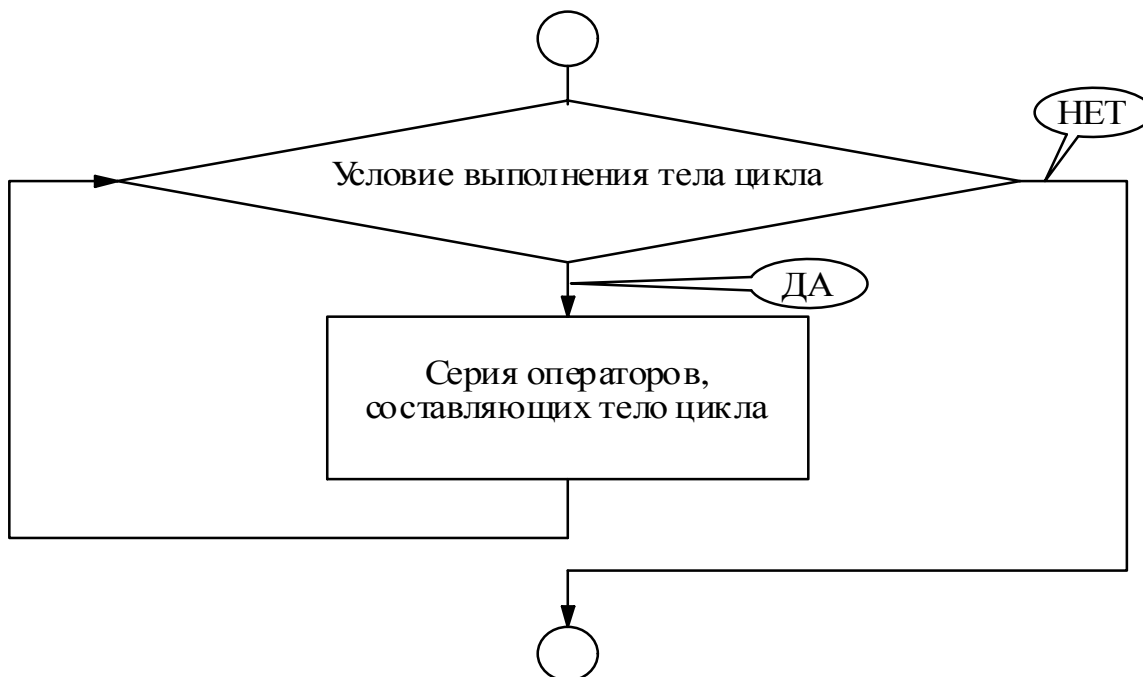 НЕТ
Условие выполнения тела цикла
ДА
Серия операторов,
составляющих тело цикла